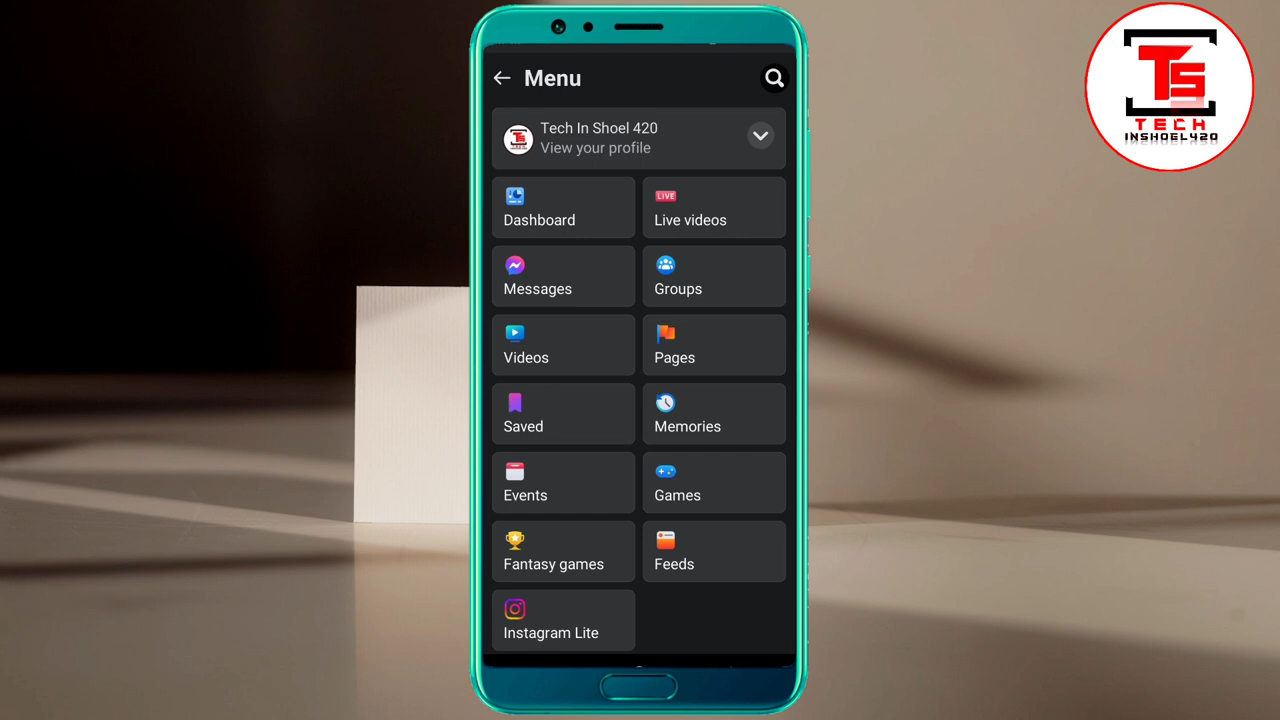 Menu
Tech In Shoel 420
View your profile
Dashboard
LIVE
Live videos
Messages
Groups
Videos
Pages
Saved
Memories
Events
Games
Fantasy games
Feeds
Instagram Lite
TS
TECH
INSHOEL420